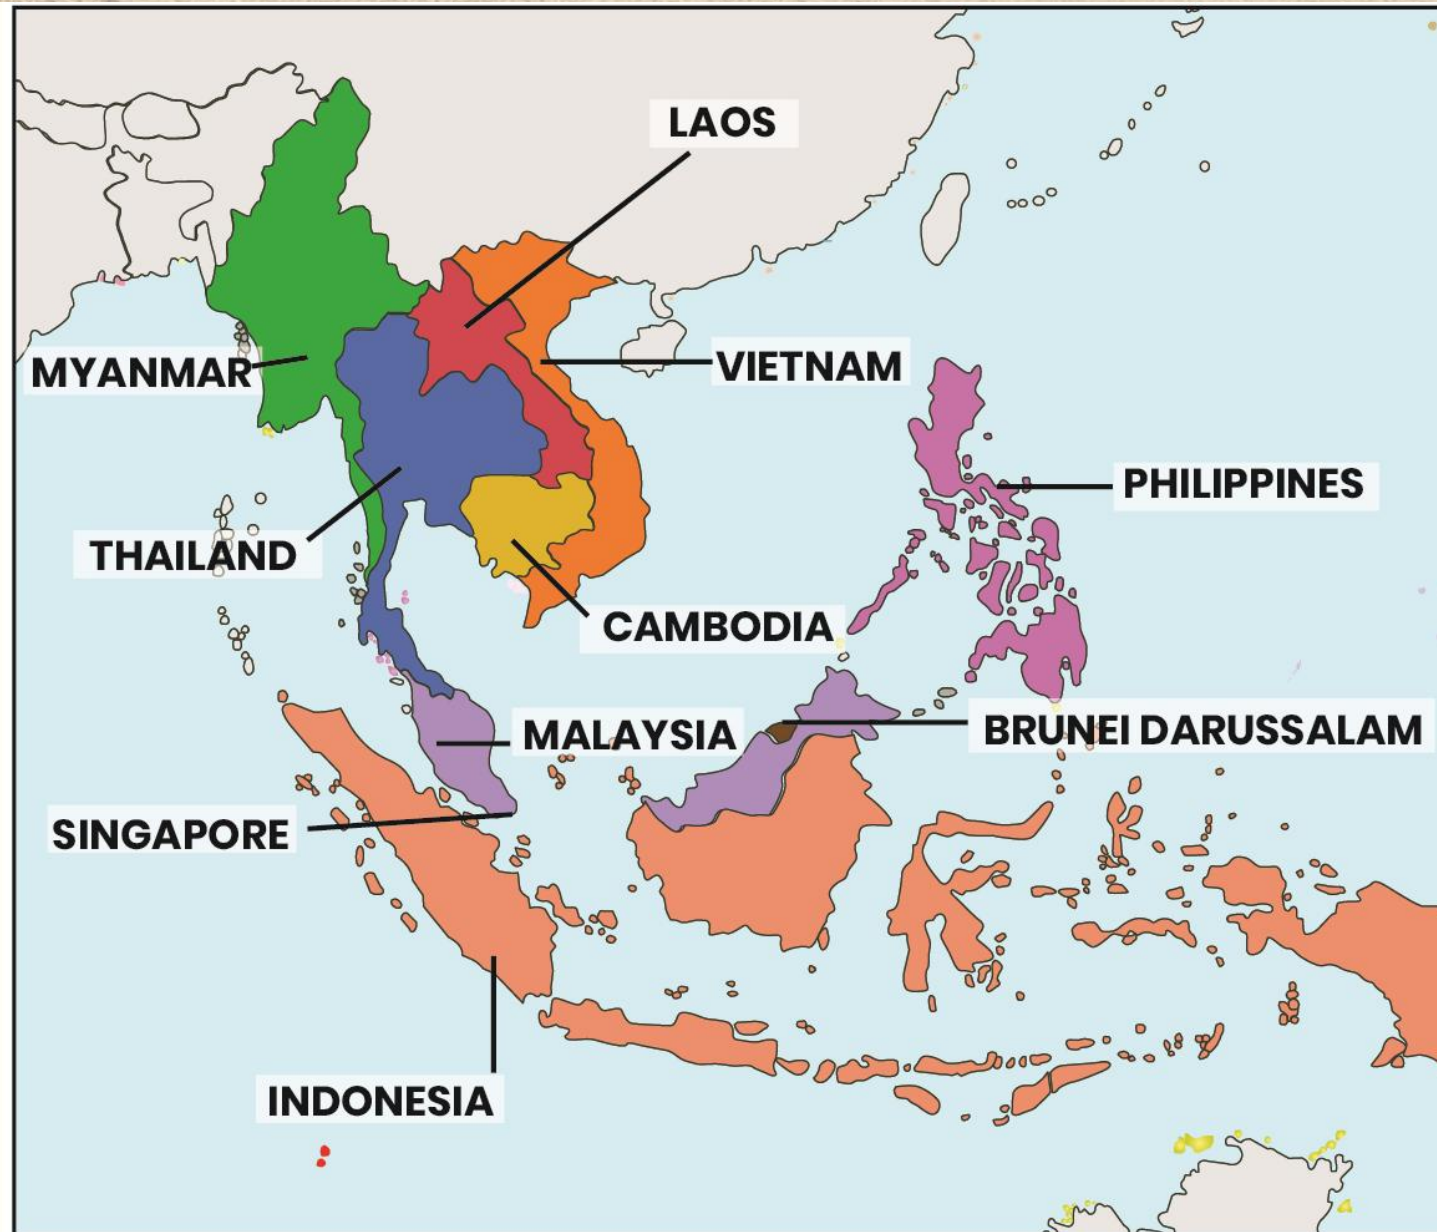 LAOS
MYANMAR
VIETNAM
PHILIPPINES
THAILAND
CAMBODIA
MALAYSIA
BRUNEI DARUSSALAM
SINGAPORE
INDONESIA